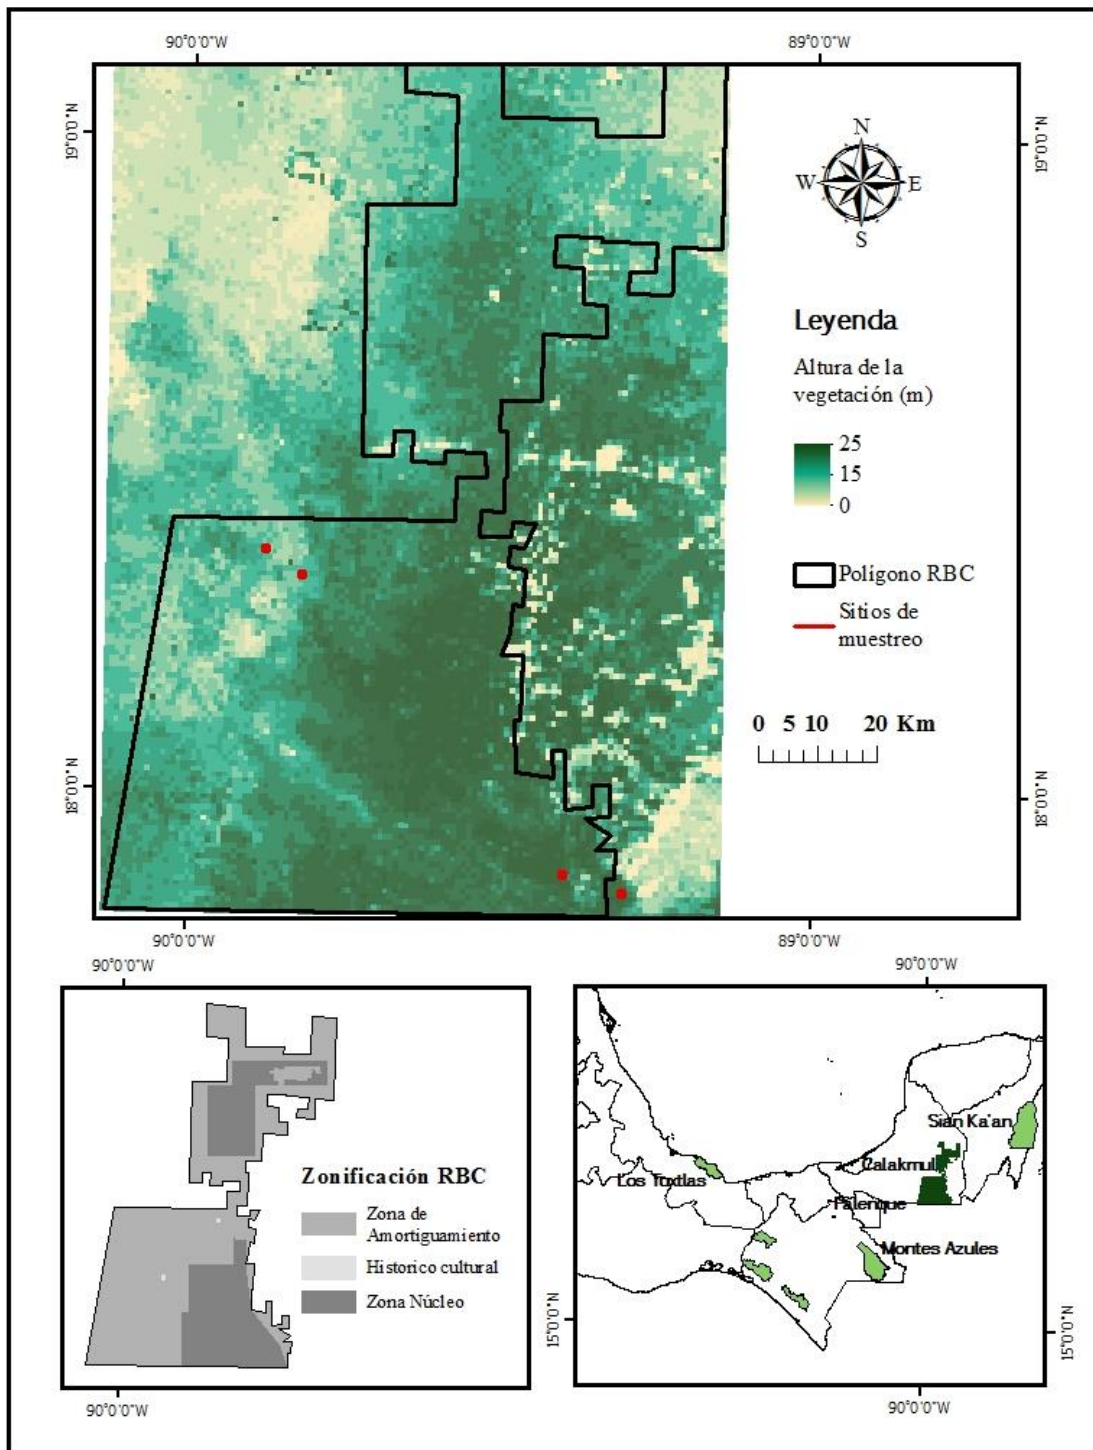 90°0'0"W
89°0'0"W
19°0'0"N
19°0'0"N
N
W
E
S
Leyenda
Altura de la
vegetación (m)
25
15
0
Polígono RBC
Sitios de
muestreo
0 5 10 20 Km
18°0'0"N
18°0'0"N
90°0'0"W
89°0'0"W
90°0'0"W
Zonificación RBC
Zona de
Amortiguamiento
Historico cultural
Zona Núcleo
90°0'0"W
90°0'0"W
Sian Ka'an
Calakmul
Los Tuxtlas
Palenque
Montes Azules
15°0'0"N
15°0'0"N
90°0'0"W